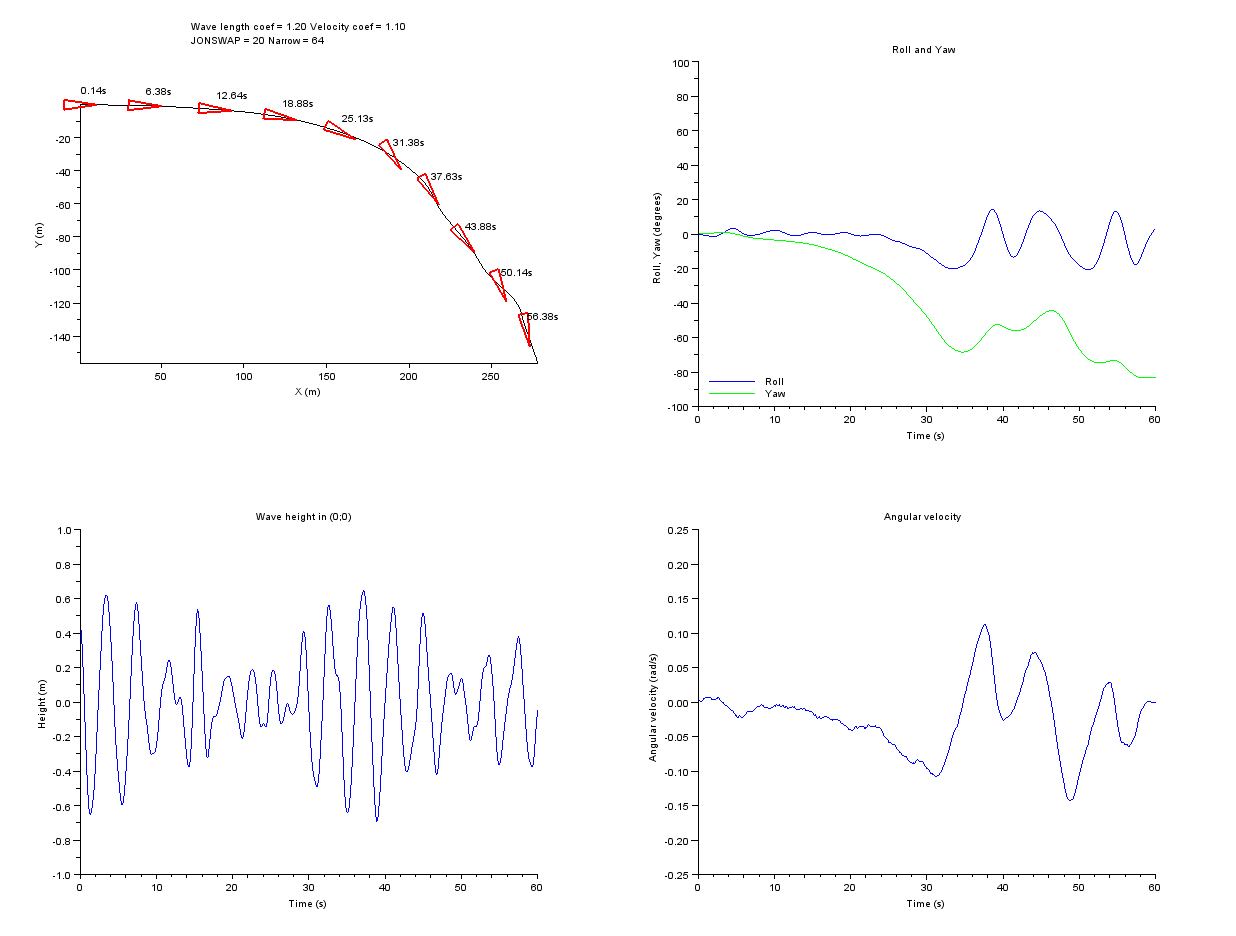 Wave length coef = 1.20 Velocity coef = 1.10
JONSWAP = 20 Narrow = 64
0.14s
6.38s
12.64s
18.88s
25.13s
31.38s
37.63s
43.88s
50.14s
56.38s
-20
-40
-60
-80
-100
-120
-140
Y (m)
50
100
150
200
250
X (m)
Roll and Yaw
100
80
60
40
20
0
-20
-40
-60
-80
-100
Roll, Yaw (degrees)
Roll
Yaw
0
10
20
30
40
50
60
Time (s)
Wave height in (0;0)
1.0
0.8
0.6
0.4
0.2
0.0
-0.2
-0.4
-0.6
-0.8
-1.0
Height (m)
0
10
20
30
40
50
60
Time (s)
Angular velocity
0.25
0.20
0.15
0.10
0.05
0.00
-0.05
-0.10
-0.15
-0.20
-0.25
Angular velocity (rad/s)
0
10
20
30
40
50
60
Time (s)